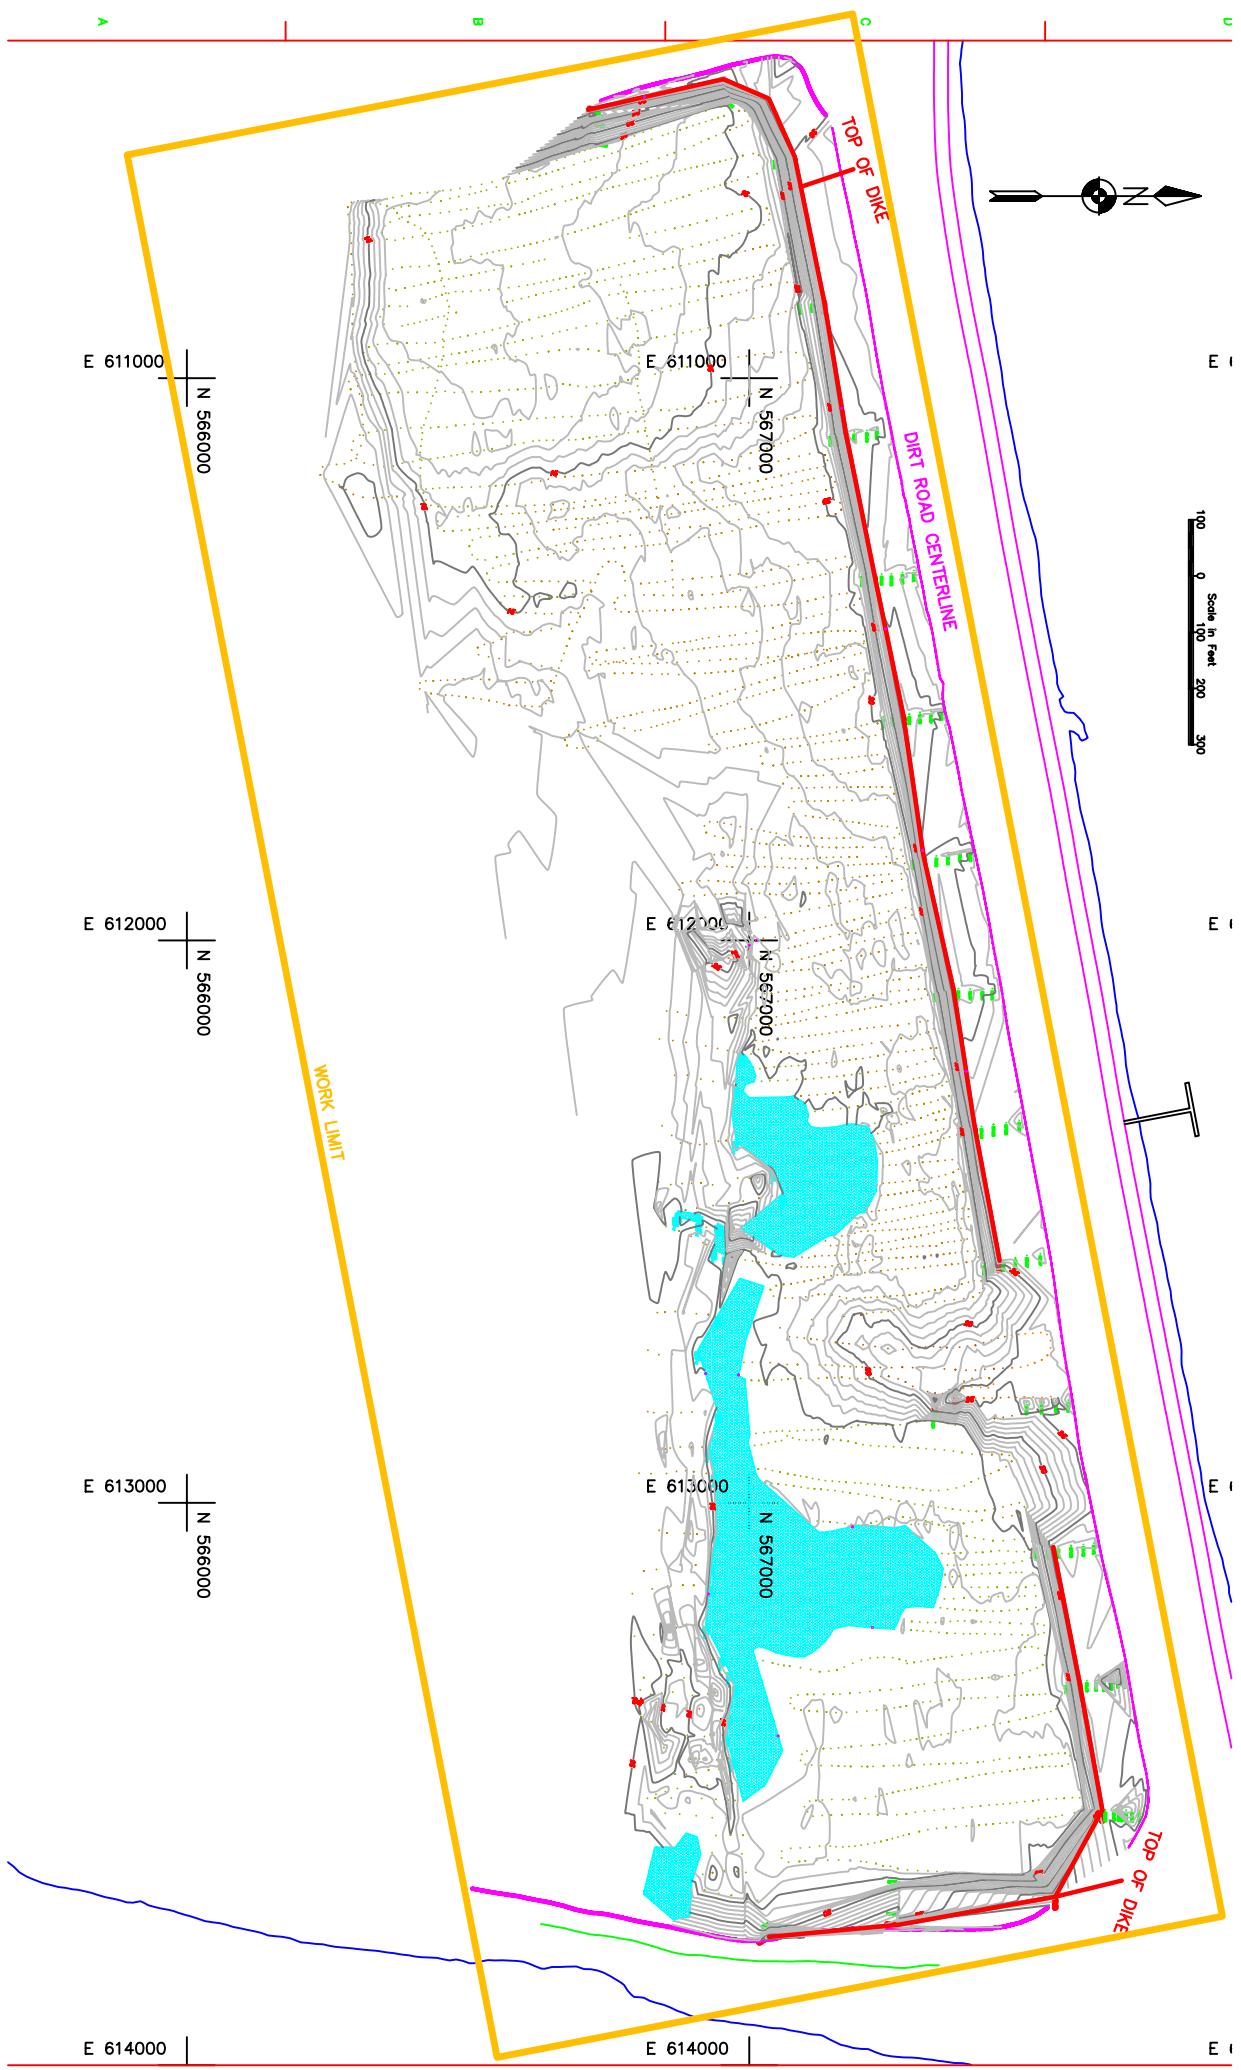 A
B
C
D
TOP OF DIKE
N
E 611000
E 611000
N 566000
N 567000
DIRT ROAD CENTERLINE
100
0
100
200
300
Scale in Feet
E 612000
E 612000
N 566000
N 567000
WORK LIMIT
E 613000
E 613000
N 566000
N 567000
TOP OF DIKE
E 614000
E 614000